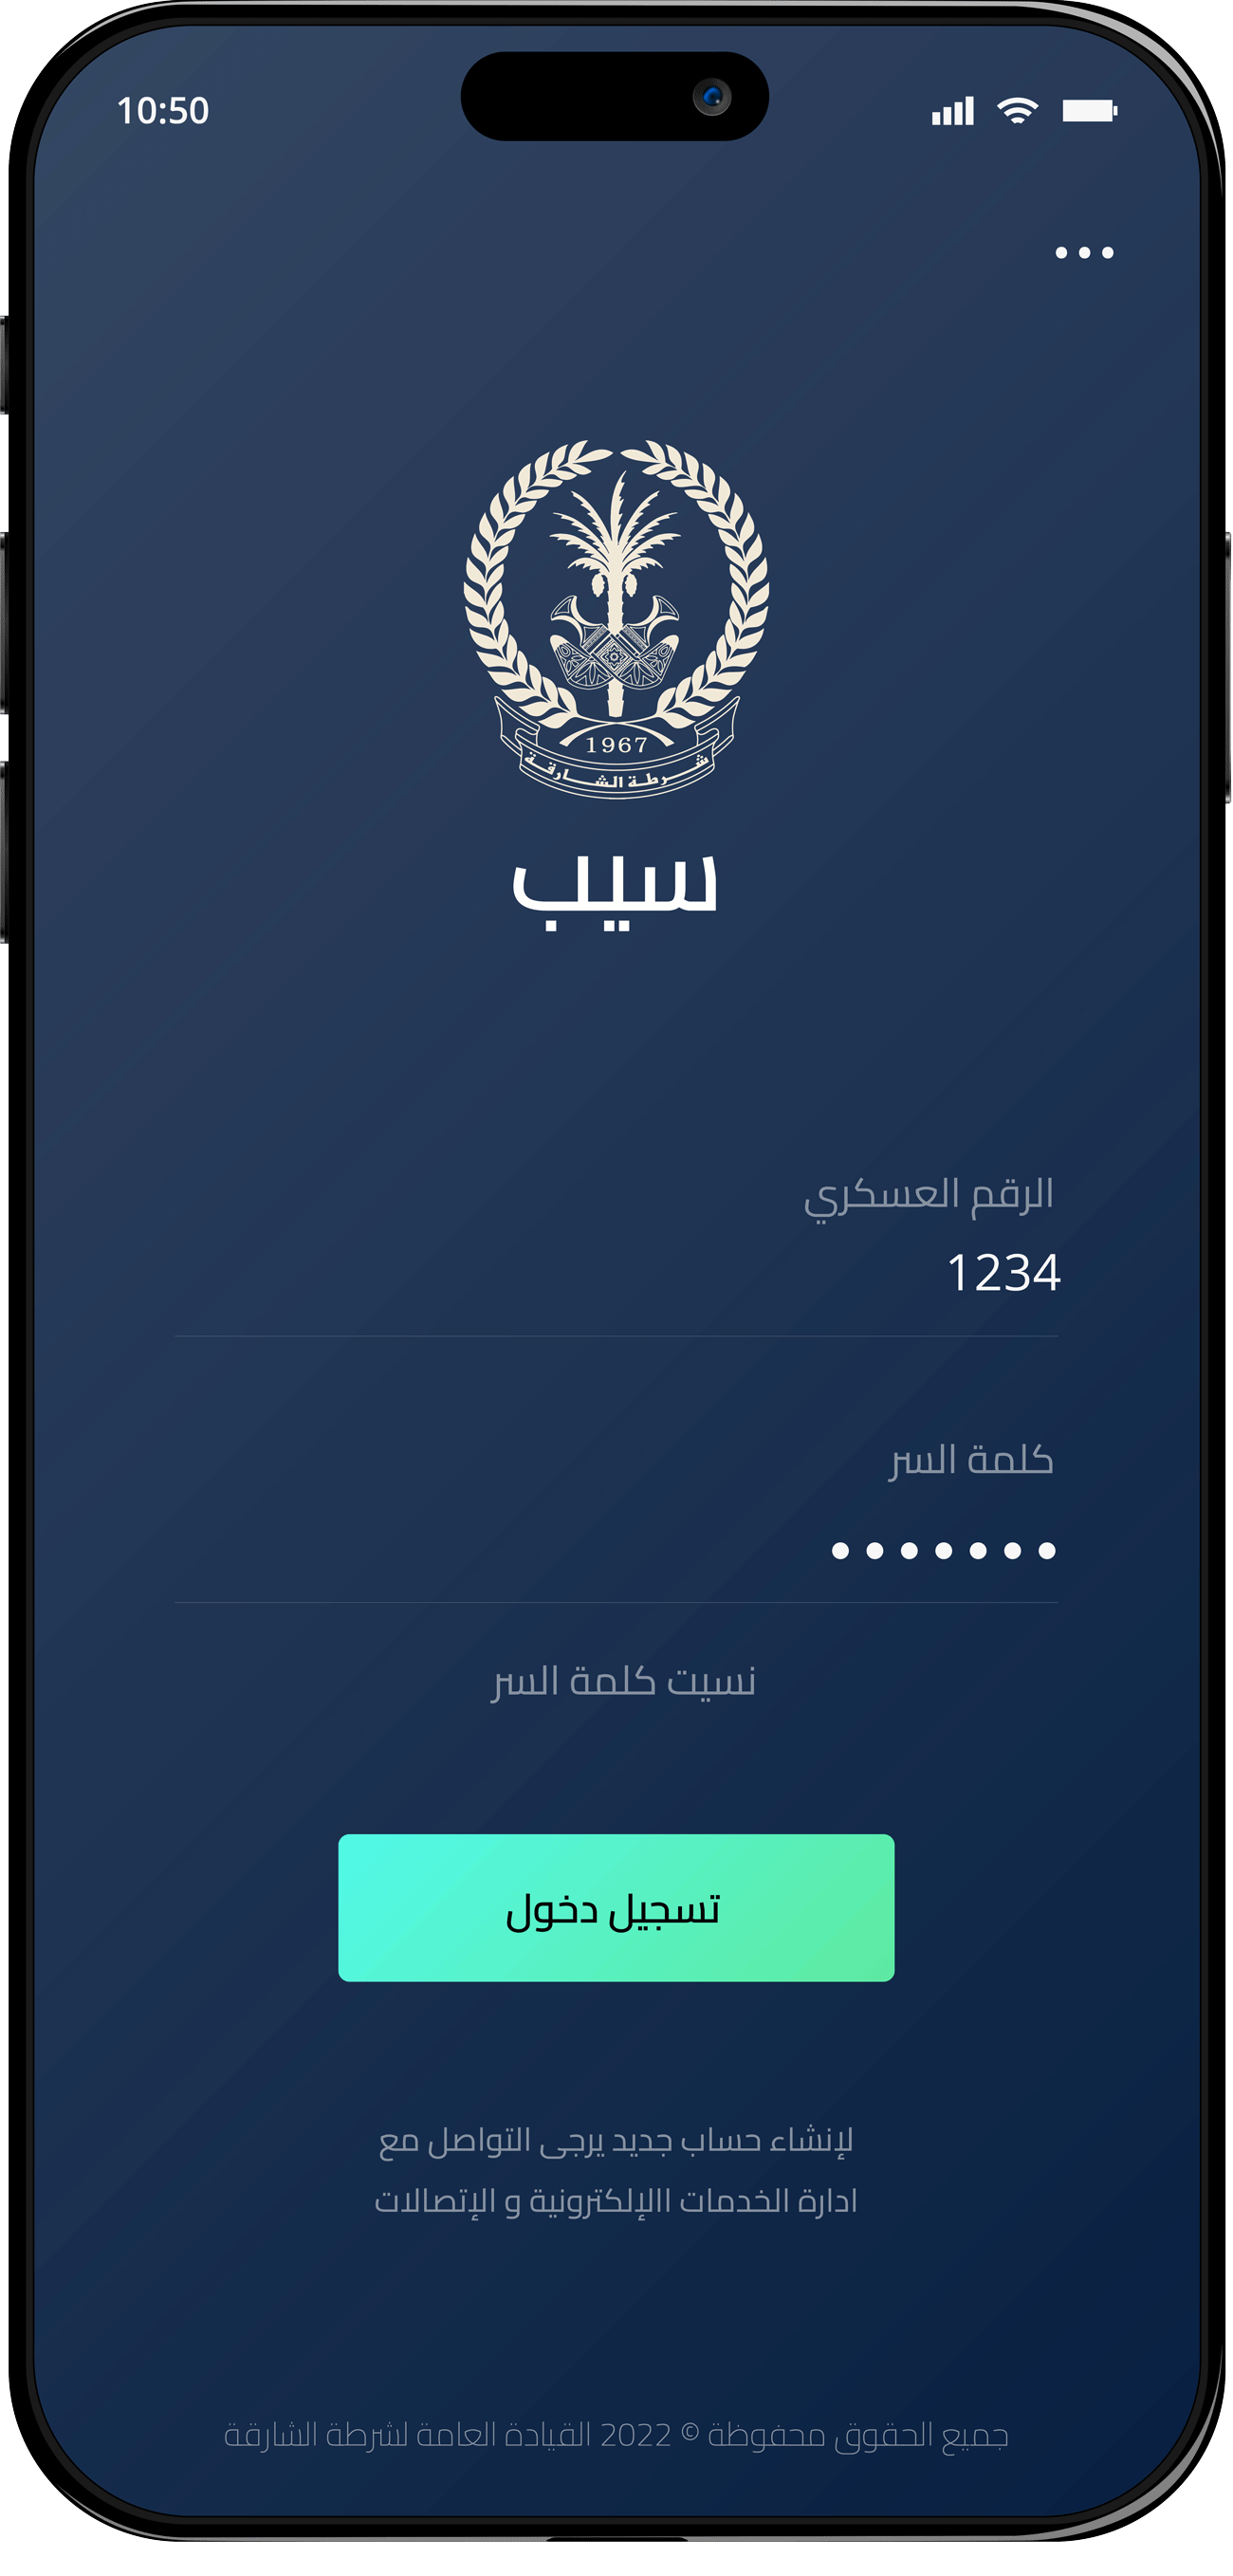 10:50
1967
شرطة الشارقة
سيب
الرقم العسكري
1234
كلمة السر
نسيت كلمة السر
تسجيل دخول
لإنشاء حساب جديد يرجى التواصل مع
ادارة الخدمات االإلكترونية و الإتصالات
جميع الحقوق محفوظة © 2022 القيادة العامة لشرطة الشارقة